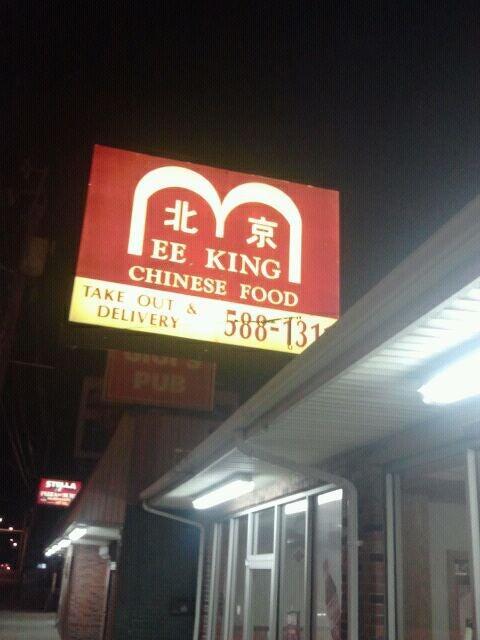 北京
EE KING
CHINESE FOOD
TAKE OUT &
DELIVERY
588-131
PUB
STELLA